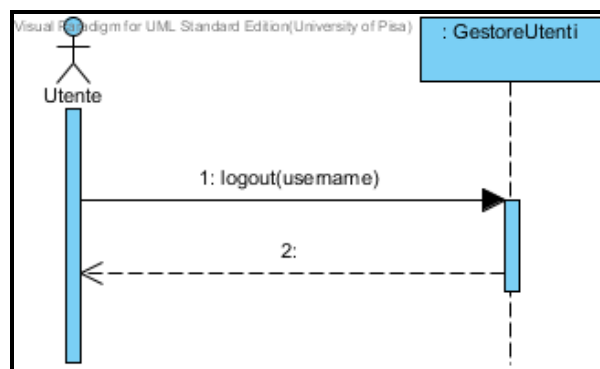 Visual Paradigm for UML Standard Edition(University of Pisa)
: GestoreUtenti
Utente
1: logout(username)
2: